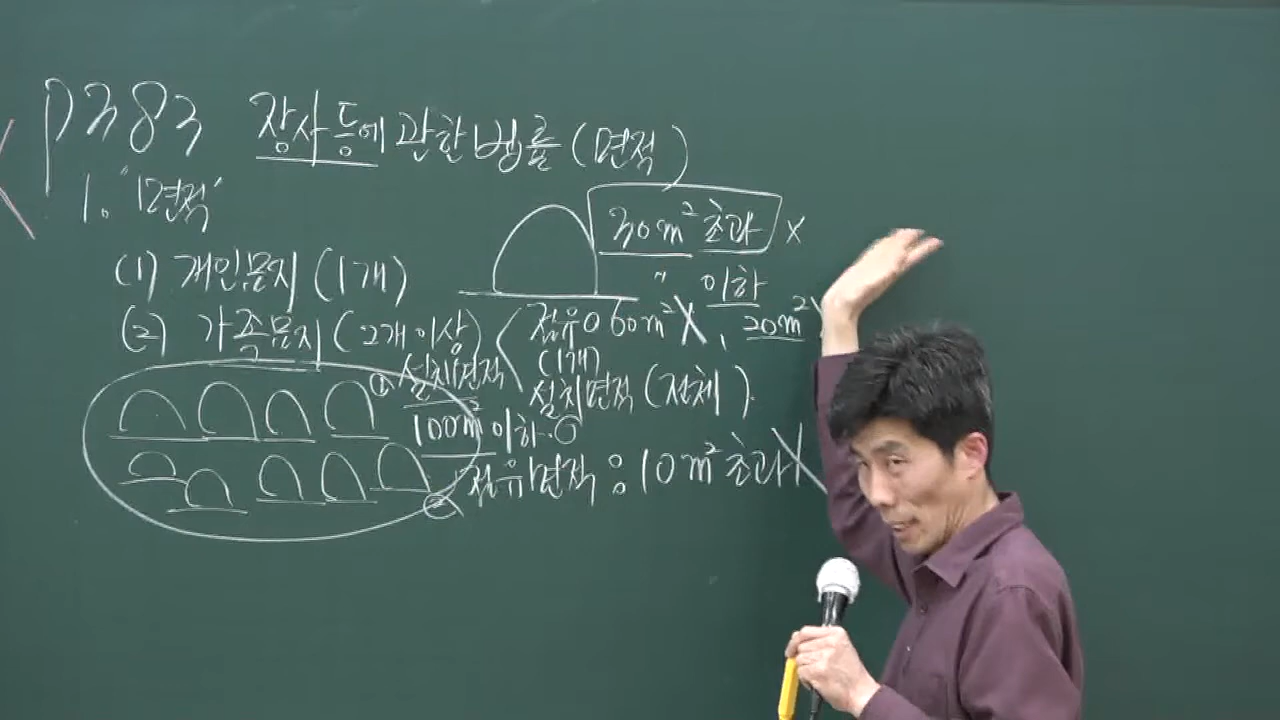 p383 장사 등에 관한 법률 (면적)
1. "면적"
30m² 초과 X
(1) 개인묘지 (1개)
〃 이하
(2) 가족묘지 (2개 이상) < 점유 0 60m² X , 20m²
(1개)
① 설치면적
설치면적 (전체).
100m² 이하.0
② 점유면적 : 10m² 초과 X